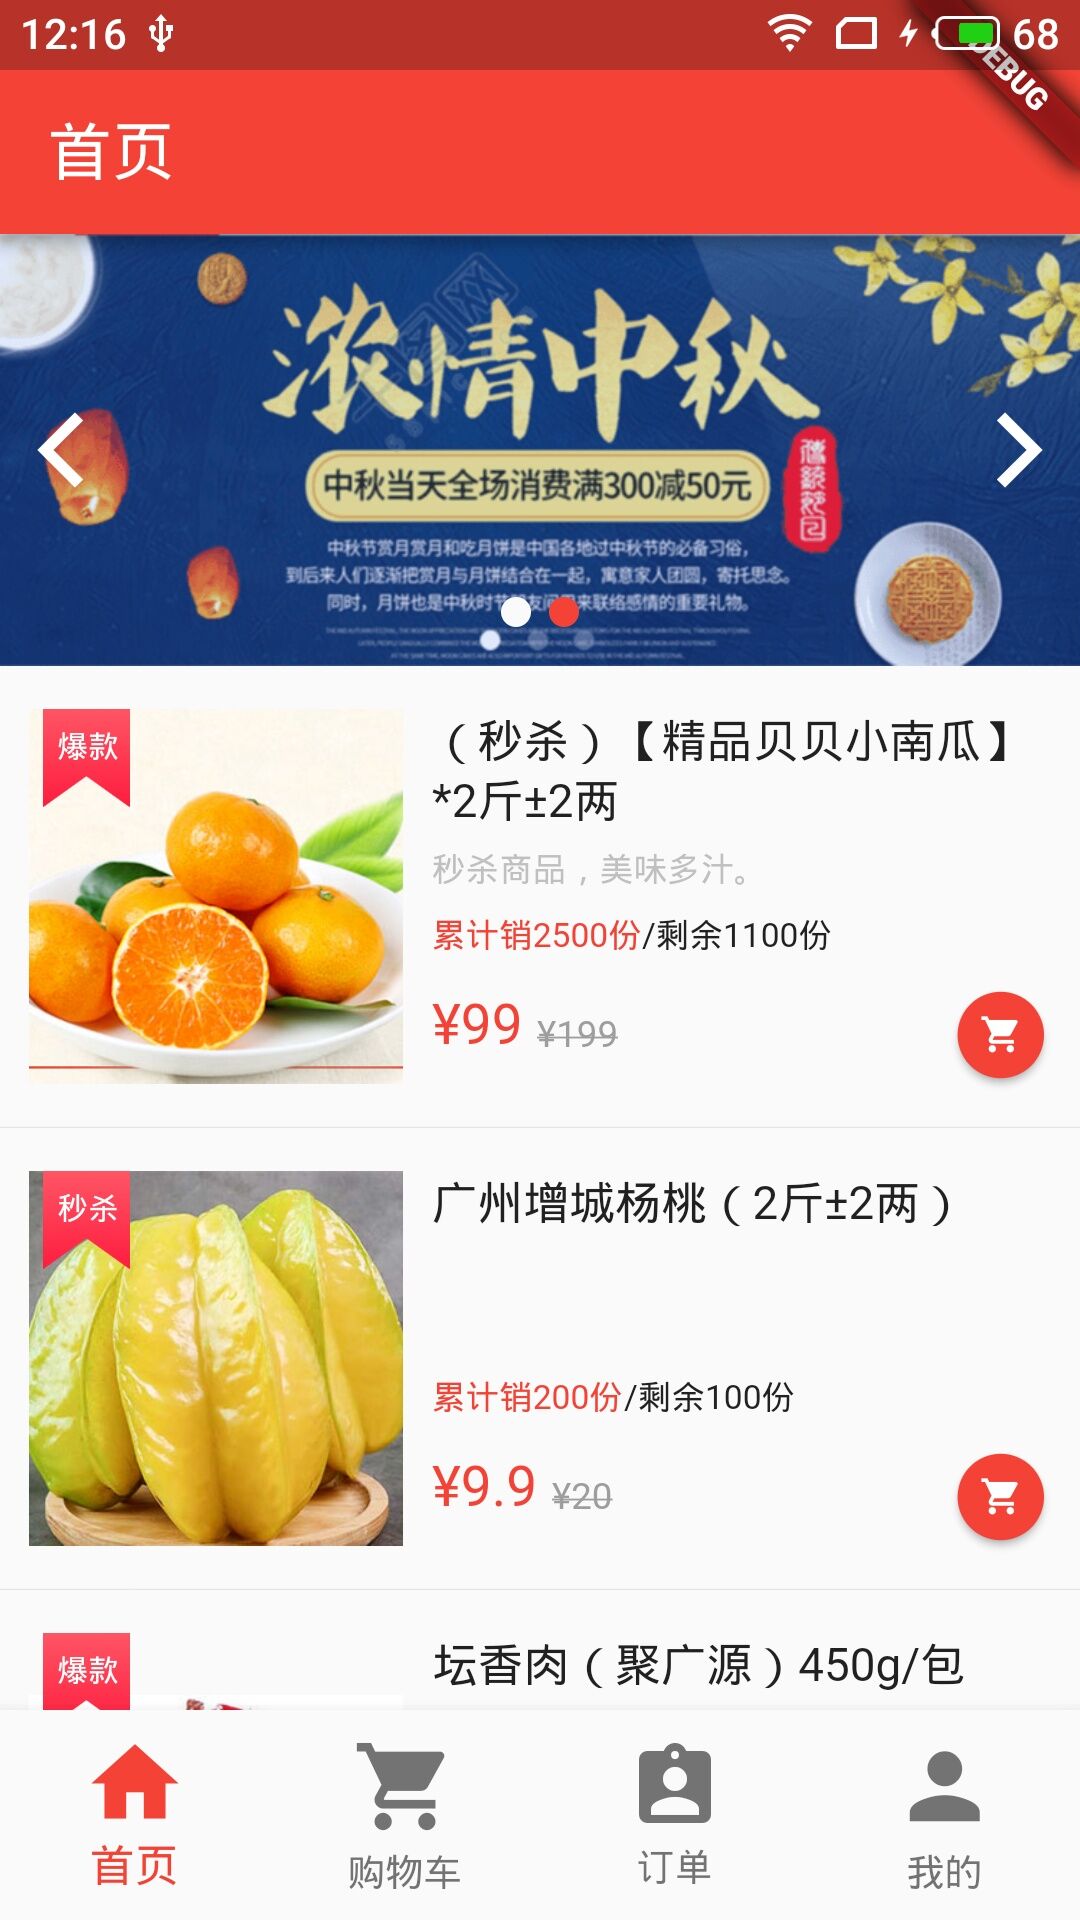 12:16
68
DEBUG
首页
浓情中秋
中秋当天全场消费满300减50元
中秋节赏月赏月和吃月饼是中国各地过中秋节的必备习俗，
到后来人们逐渐把赏月与月饼结合在一起，寓意家人团圆，寄托思念。
同时，月饼也是中秋时节朋友间用来联络感情的重要礼物。
爆款
（秒杀）【精品贝贝小南瓜】
*2斤±2两
秒杀商品，美味多汁。
累计销2500份/剩余1100份
¥99 ¥199
秒杀
广州增城杨桃（2斤±2两）
累计销200份/剩余100份
¥9.9 ¥20
爆款
坛香肉（聚广源）450g/包
首页
购物车
订单
我的